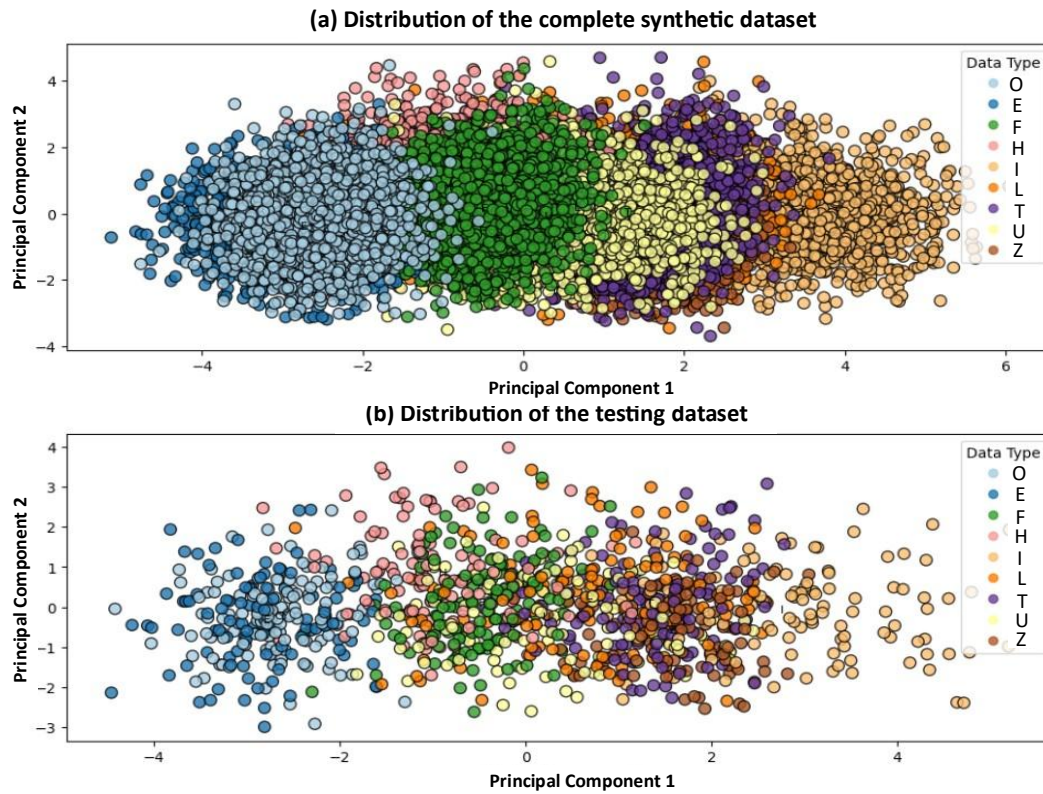 (a) Distribution of the complete synthetic dataset
Principal Component 2
4
2
0
−2
−4
Data Type
O
E
F
H
I
L
T
U
Z
−4
−2
0
2
4
6
Principal Component 1
(b) Distribution of the testing dataset
Principal Component 2
4
3
2
1
0
−1
−2
−3
Data Type
O
E
F
H
I
L
T
U
Z
−4
−2
0
2
4
Principal Component 1